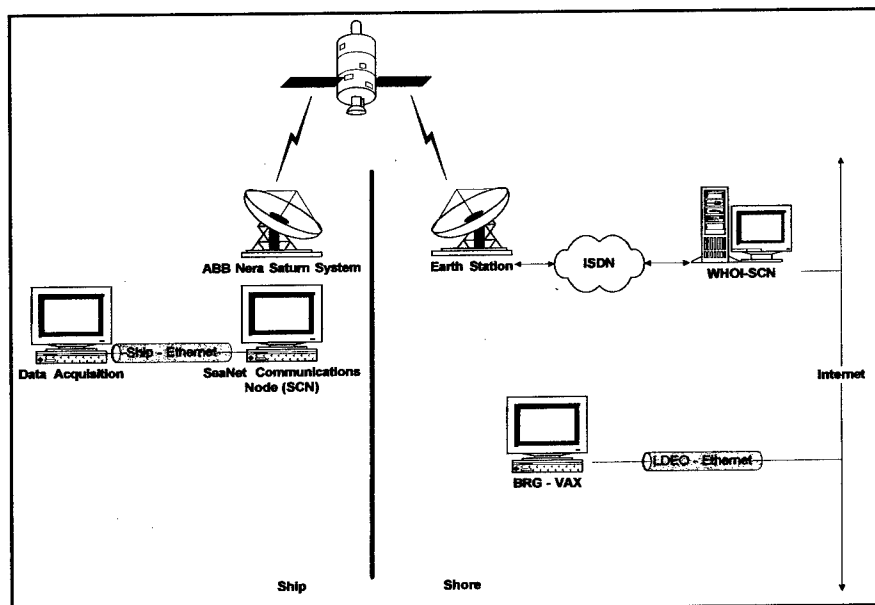 ABB Nera Saturn System
Earth Station
ISDN
WHOI-SCN
Ship - Ethernet
Data Acquisition
SeaNet Communications
Node (SCN)
Internet
LDEO - Ethernet
BRG - VAX
Ship
Shore